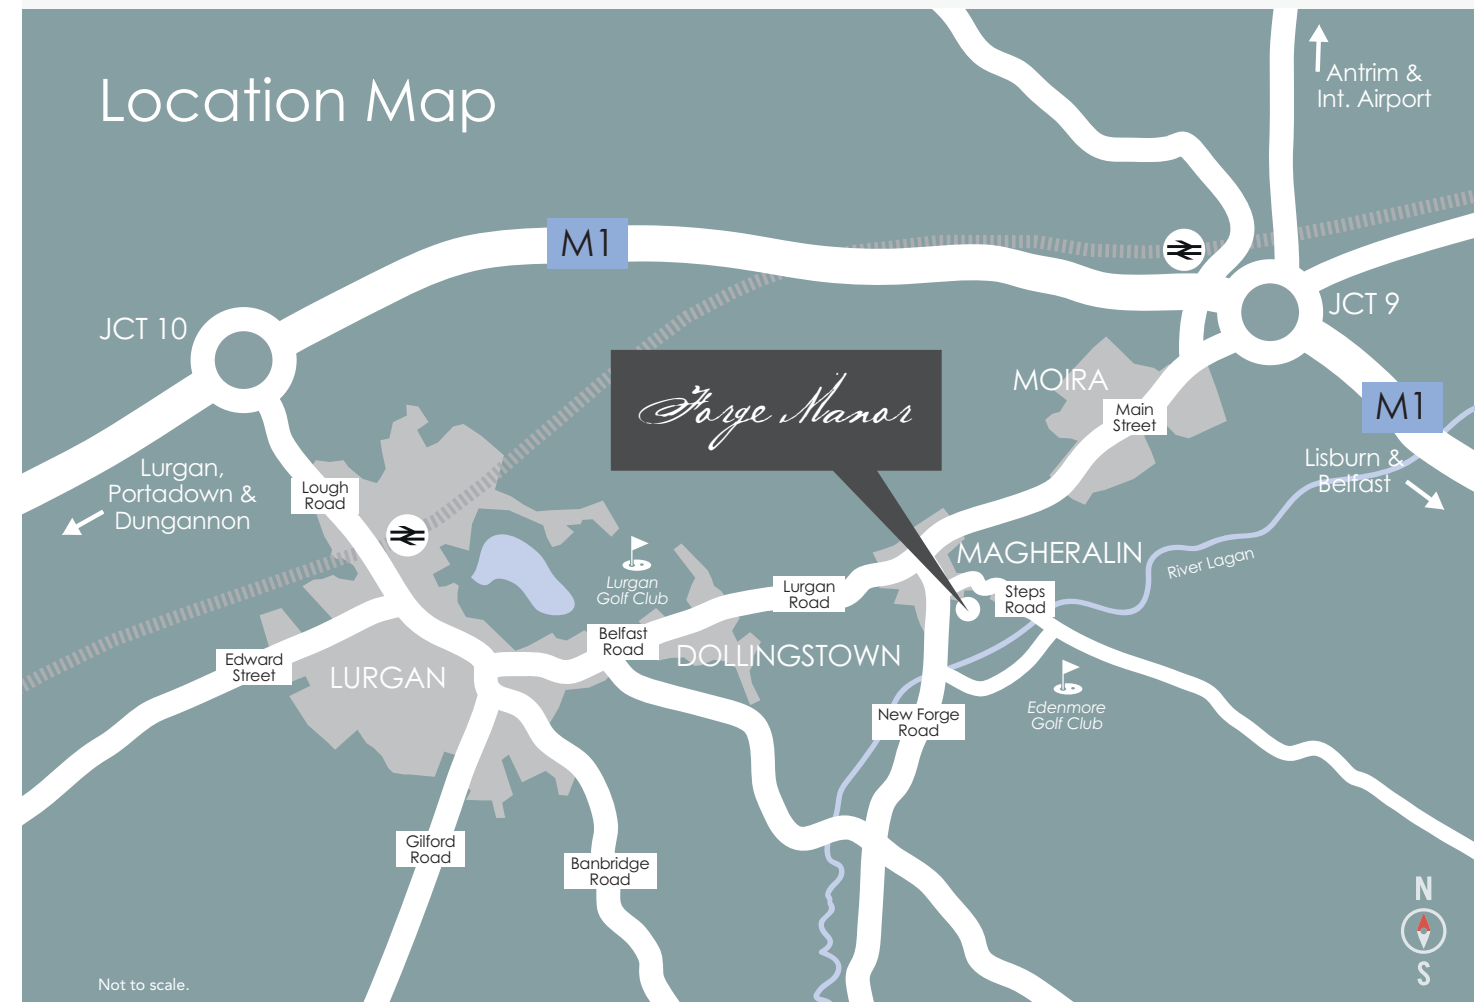 Location Map
Antrim &
Int. Airport
M1
JCT 10
JCT 9
Forge Manor
MOIRA
Main
Street
M1
Lurgan,
Portadown &
Dungannon
Lough
Road
Lisburn &
Belfast
MAGHERALIN
River Lagan
Lurgan
Golf Club
Lurgan
Road
Steps
Road
Belfast
Road
DOLLINGSTOWN
Edward
Street
LURGAN
New Forge
Road
Edenmore
Golf Club
Gilford
Road
Banbridge
Road
N
S
Not to scale.